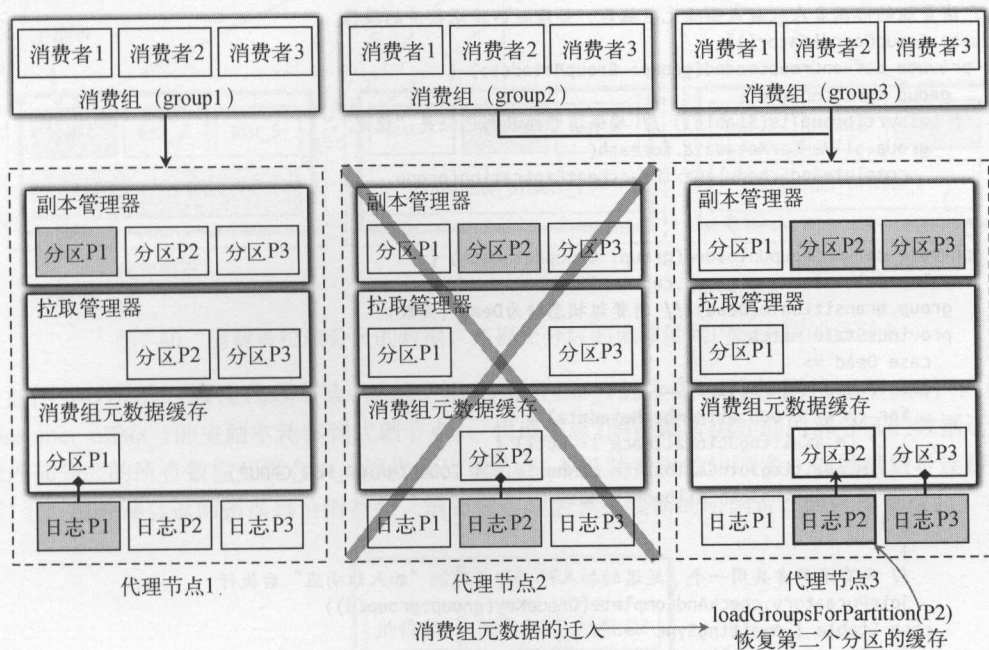 消费者1 消费者2 消费者3
消费组（group1）
消费者1 消费者2 消费者3
消费组（group2）
消费者1 消费者2 消费者3
消费组（group3）
副本管理器
分区P1 分区P2 分区P3
拉取管理器
分区P2 分区P3
消费组元数据缓存
分区P1
日志P1 日志P2 日志P3
代理节点1
副本管理器
分区P1 分区P2 分区P3
拉取管理器
分区P1 分区P3
消费组元数据缓存
分区P2
日志P1 日志P2 日志P3
代理节点2
副本管理器
分区P1 分区P2 分区P3
拉取管理器
分区P1
消费组元数据缓存
分区P2 分区P3
日志P1 日志P2 日志P3
代理节点3
消费组元数据的迁入
loadGroupsForPartition(P2)
恢复第二个分区的缓存